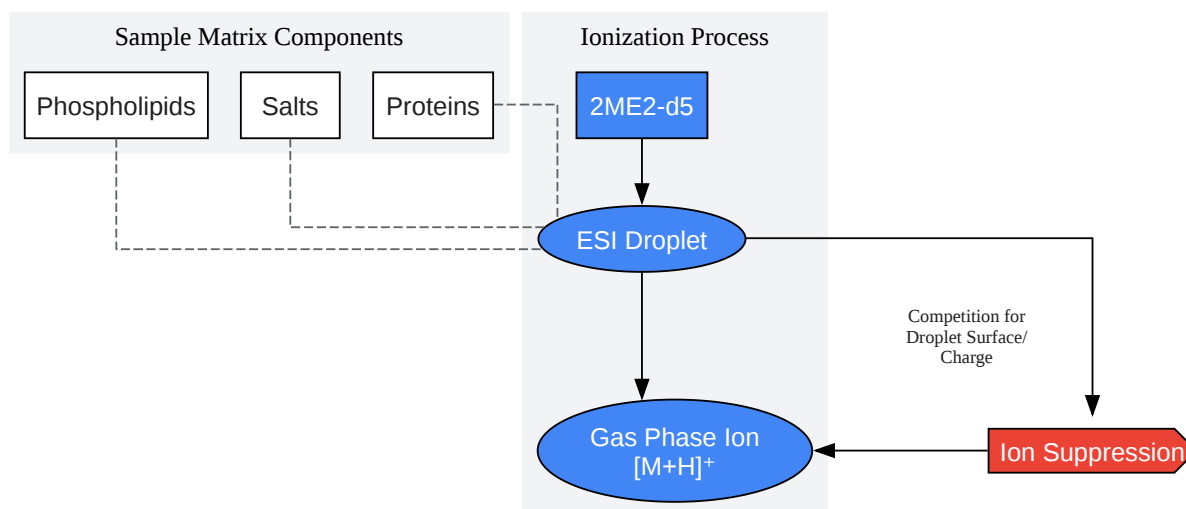 Sample Matrix Components
Ionization Process
Phospholipids
Salts
Proteins
2ME2-d5
ESI Droplet
Competition for
Droplet Surface/
Charge
Gas Phase Ion
[M+H]⁺
Ion Suppression